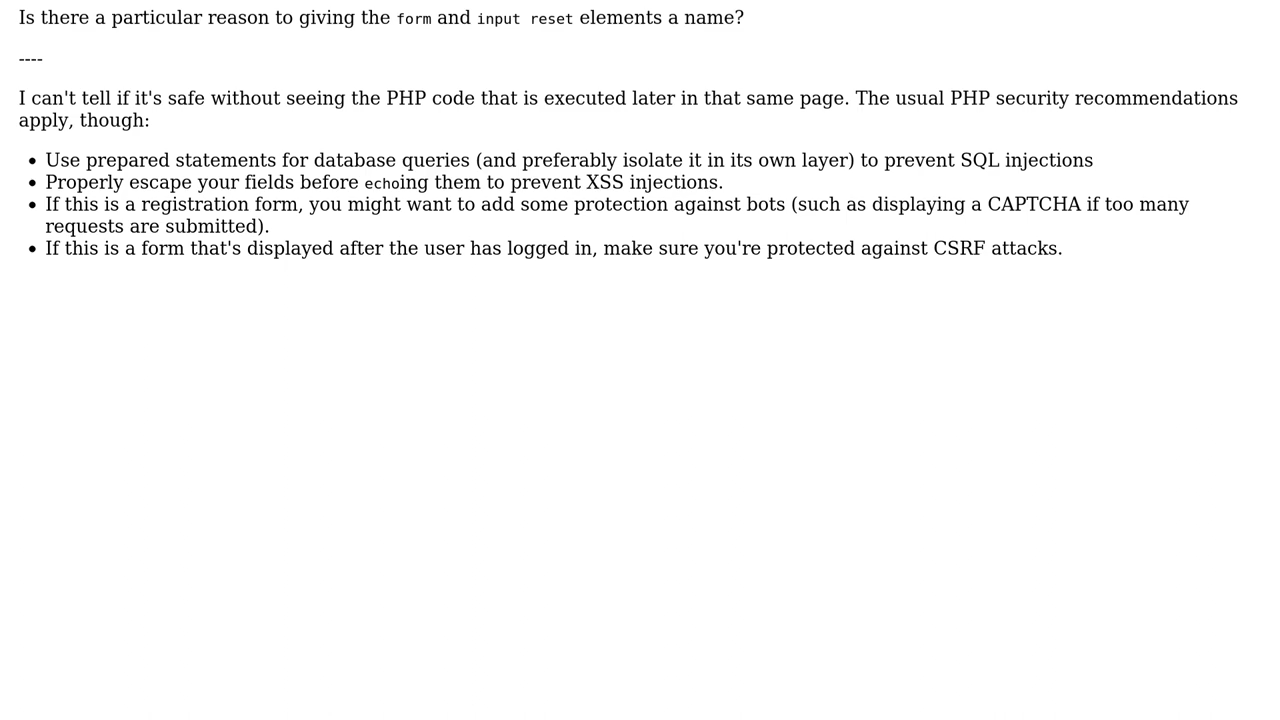 Is there a particular reason to giving the form and input reset elements a name?
----
I can't tell if it's safe without seeing the PHP code that is executed later in that same page. The usual PHP security recommendations
apply, though:
• Use prepared statements for database queries (and preferably isolate it in its own layer) to prevent SQL injections
• Properly escape your fields before echoing them to prevent XSS injections.
• If this is a registration form, you might want to add some protection against bots (such as displaying a CAPTCHA if too many
requests are submitted).
• If this is a form that's displayed after the user has logged in, make sure you're protected against CSRF attacks.